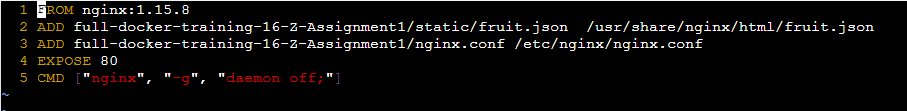 1 FROM nginx:1.15.8
2 ADD full-docker-training-16-Z-Assignment1/static/fruit.json  /usr/share/nginx/html/fruit.json
3 ADD full-docker-training-16-Z-Assignment1/nginx.conf /etc/nginx/nginx.conf
4 EXPOSE 80
5 CMD ["nginx", "-g", "daemon off;"]
~